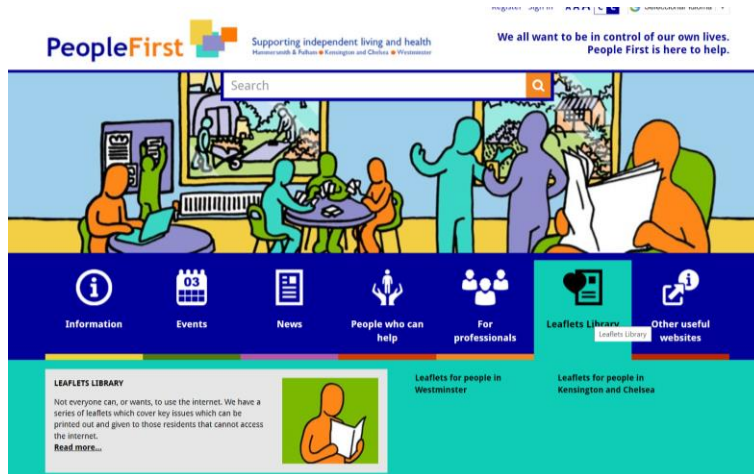 Register Sign in A A A C C Seleccionar idioma
PeopleFirst
Supporting independent living and health
Hammersmith & Fulham Kensington and Chelsea Westminster
We all want to be in control of our own lives.
People First is here to help.
Search
03
Information
Events
News
People who can
help
For
professionals
Leaflets Library
Other useful
websites
Leaflets Library
LEAFLETS LIBRARY
Not everyone can, or wants, to use the internet. We have a
series of leaflets which cover key issues which can be
printed out and given to those residents that cannot access
the internet.
Read more...
Leaflets for people in
Westminster
Leaflets for people in
Kensington and Chelsea